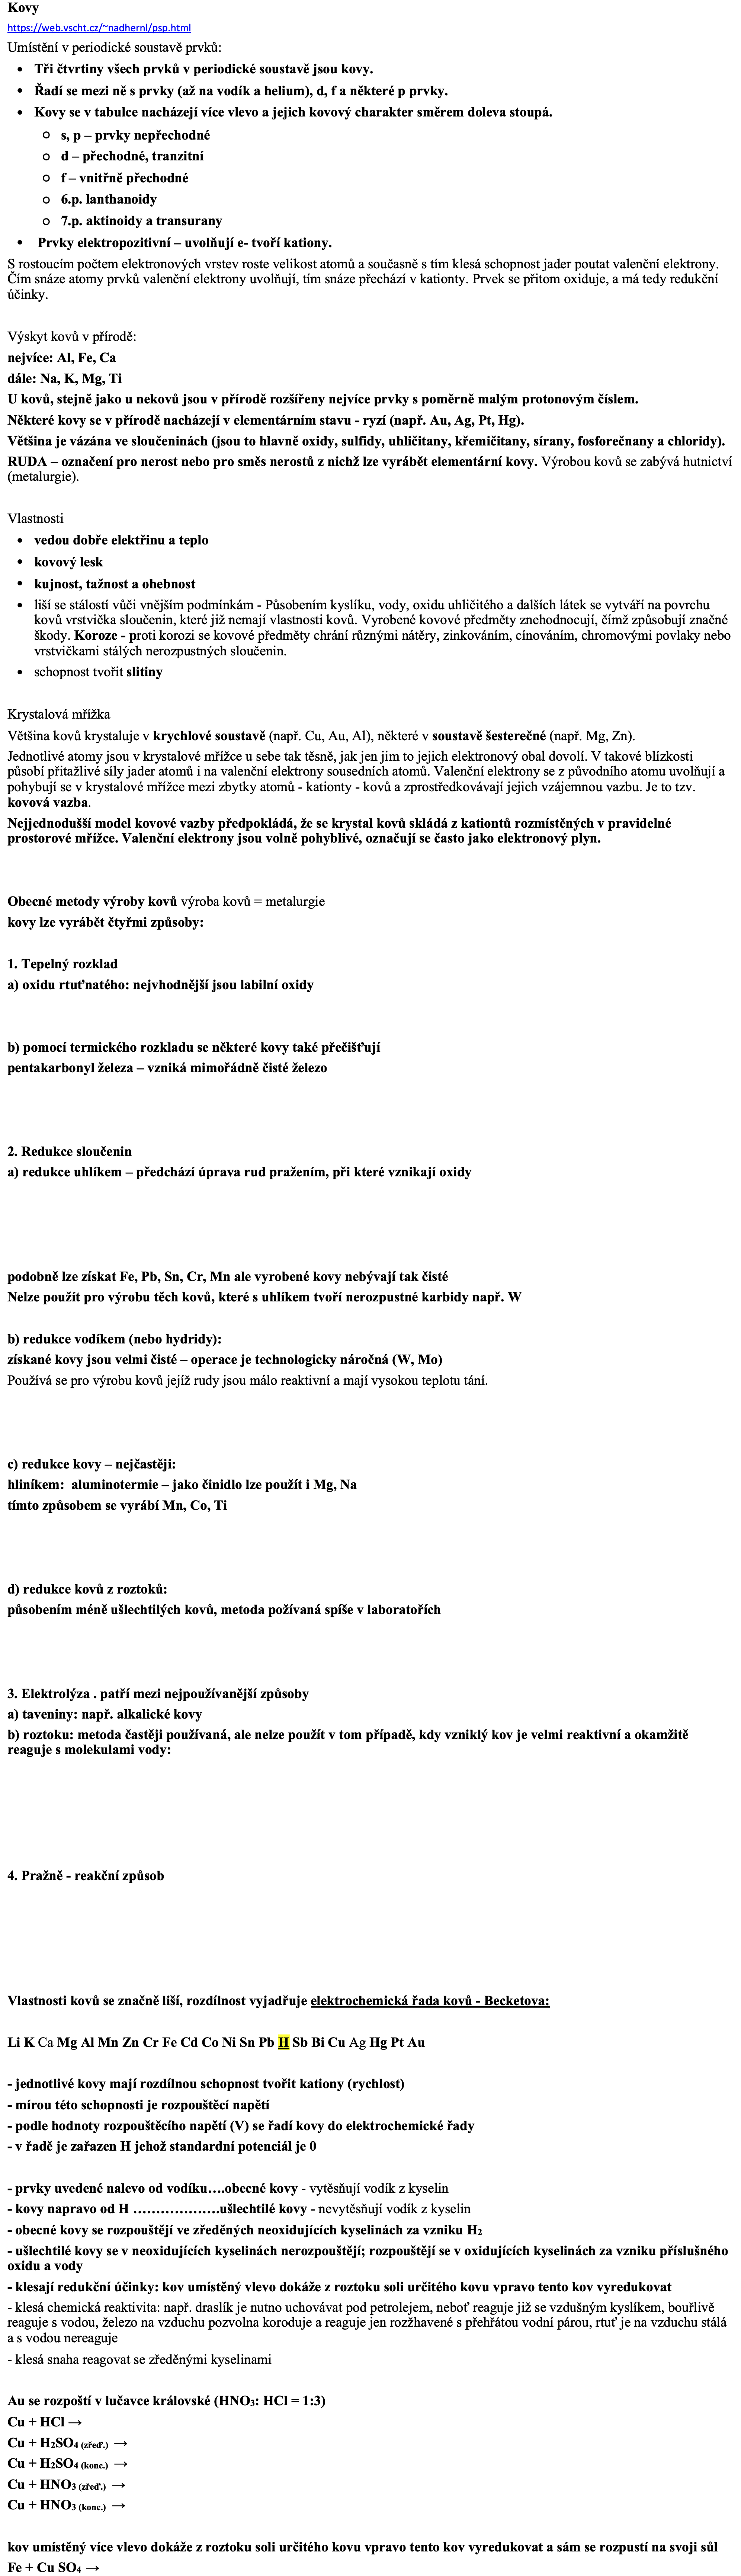 Kovy
https://web.vscht.cz/~nadhernl/psp.html
Umístění v periodické soustavě prvků:
• Tři čtvrtiny všech prvků v periodické soustavě jsou kovy.
• Řadí se mezi ně s prvky (až na vodík a helium), d, f a některé p prvky.
• Kovy se v tabulce nacházejí více vlevo a jejich kovový charakter směrem doleva stoupá.
o s, p – prvky nepřechodné
o d – přechodné, tranzitní
o f – vnitřně přechodné
o 6.p. lanthanoidy
o 7.p. aktinoidy a transurany
• Prvky elektropozitivní – uvolňují e- tvoří kationy.
S rostoucím počtem elektronových vrstev roste velikost atomů a současně s tím klesá schopnost jader poutat valenční elektrony.
Čím snáze atomy prvků valenční elektrony uvolňují, tím snáze přechází v kationty. Prvek se přitom oxiduje, a má tedy redukční
účinky.
Výskyt kovů v přírodě:
nejvíce: Al, Fe, Ca
dále: Na, K, Mg, Ti
U kovů, stejně jako u nekovů jsou v přírodě rozšířeny nejvíce prvky s poměrně malým protonovým číslem.
Některé kovy se v přírodě nacházejí v elementárním stavu - ryzí (např. Au, Ag, Pt, Hg).
Většina je vázána ve sloučeninách (jsou to hlavně oxidy, sulfidy, uhličitany, křemičitany, sírany, fosforečnany a chloridy).
RUDA – označení pro nerost nebo pro směs nerostů z nichž lze vyrábět elementární kovy. Výrobou kovů se zabývá hutnictví
(metalurgie).
Vlastnosti
• vedou dobře elektřinu a teplo
• kovový lesk
• kujnost, tažnost a ohebnost
• liší se stálostí vůči vnějším podmínkám - Působením kyslíku, vody, oxidu uhličitého a dalších látek se vytváří na povrchu
kovů vrstvička sloučenin, které již nemají vlastnosti kovů. Vyrobené kovové předměty znehodnocují, čímž způsobují značné
škody. Koroze - proti korozi se kovové předměty chrání různými nátěry, zinkováním, cínováním, chromovými povlaky nebo
vrstvičkami stálých nerozpustných sloučenin.
• schopnost tvořit slitiny
Krystalová mřížka
Většina kovů krystaluje v krychlové soustavě (např. Cu, Au, Al), některé v soustavě šesterečné (např. Mg, Zn).
Jednotlivé atomy jsou v krystalové mřížce u sebe tak těsně, jak jen jim to jejich elektronový obal dovolí. V takové blízkosti
působí přitažlivé síly jader atomů i na valenční elektrony sousedních atomů. Valenční elektrony se z původního atomu uvolňují a
pohybují se v krystalové mřížce mezi zbytky atomů - kationty - kovů a zprostředkovávají jejich vzájemnou vazbu. Je to tzv.
kovová vazba.
Nejjednodušší model kovové vazby předpokládá, že se krystal kovů skládá z kationtů rozmístěných v pravidelné
prostorové mřížce. Valenční elektrony jsou volně pohyblivé, označují se často jako elektronový plyn.
Obecné metody výroby kovů výroba kovů = metalurgie
kovy lze vyrábět čtyřmi způsoby:
1. Tepelný rozklad
a) oxidu rtuťnatého: nejvhodnější jsou labilní oxidy
b) pomocí termického rozkladu se některé kovy také přečišťují
pentakarbonyl železa – vzniká mimořádně čisté železo
2. Redukce sloučenin
a) redukce uhlíkem – předchází úprava rud pražením, při které vznikají oxidy
podobně lze získat Fe, Pb, Sn, Cr, Mn ale vyrobené kovy nebývají tak čisté
Nelze použít pro výrobu těch kovů, které s uhlíkem tvoří nerozpustné karbidy např. W
b) redukce vodíkem (nebo hydridy):
získané kovy jsou velmi čisté – operace je technologicky náročná (W, Mo)
Používá se pro výrobu kovů jejíž rudy jsou málo reaktivní a mají vysokou teplotu tání.
c) redukce kovy – nejčastěji:
hliníkem: aluminotermie – jako činidlo lze použít i Mg, Na
tímto způsobem se vyrábí Mn, Co, Ti
d) redukce kovů z roztoků:
působením méně ušlechtilých kovů, metoda požívaná spíše v laboratořích
3. Elektrolýza . patří mezi nejpoužívanější způsoby
a) taveniny: např. alkalické kovy
b) roztoku: metoda častěji používaná, ale nelze použít v tom případě, kdy vzniklý kov je velmi reaktivní a okamžitě
reaguje s molekulami vody:
4. Pražně - reakční způsob
Vlastnosti kovů se značně liší, rozdílnost vyjadřuje elektrochemická řada kovů - Becketova:
Li K Ca Mg Al Mn Zn Cr Fe Cd Co Ni Sn Pb H Sb Bi Cu Ag Hg Pt Au
- jednotlivé kovy mají rozdílnou schopnost tvořit kationy (rychlost)
- mírou této schopnosti je rozpouštěcí napětí
- podle hodnoty rozpouštěcího napětí (V) se řadí kovy do elektrochemické řady
- v řadě je zařazen H jehož standardní potenciál je 0
- prvky uvedené nalevo od vodíku….obecné kovy - vytěsňují vodík z kyselin
- kovy napravo od H ……………….ušlechtilé kovy - nevytěsňují vodík z kyselin
- obecné kovy se rozpouštějí ve zředěných neoxidujících kyselinách za vzniku H₂
- ušlechtilé kovy se v neoxidujících kyselinách nerozpouštějí; rozpouštějí se v oxidujících kyselinách za vzniku příslušného
oxidu a vody
- klesají redukční účinky: kov umístěný vlevo dokáže z roztoku soli určitého kovu vpravo tento kov vyredukovat
- klesá chemická reaktivita: např. draslík je nutno uchovávat pod petrolejem, neboť reaguje již se vzdušným kyslíkem, bouřlivě
reaguje s vodou, železo na vzduchu pozvolna koroduje a reaguje jen rozžhavené s přehřátou vodní párou, rtuť je na vzduchu stálá
a s vodou nereaguje
- klesá snaha reagovat se zředěnými kyselinami
Au se rozpoští v lučavce královské (HNO₃: HCl = 1:3)
Cu + HCl →
Cu + H₂SO₄ (zřeď.) →
Cu + H₂SO₄ (konc.) →
Cu + HNO₃ (zřeď.) →
Cu + HNO₃ (konc.) →
kov umístěný více vlevo dokáže z roztoku soli určitého kovu vpravo tento kov vyredukovat a sám se rozpustí na svoji sůl
Fe + Cu SO₄ →